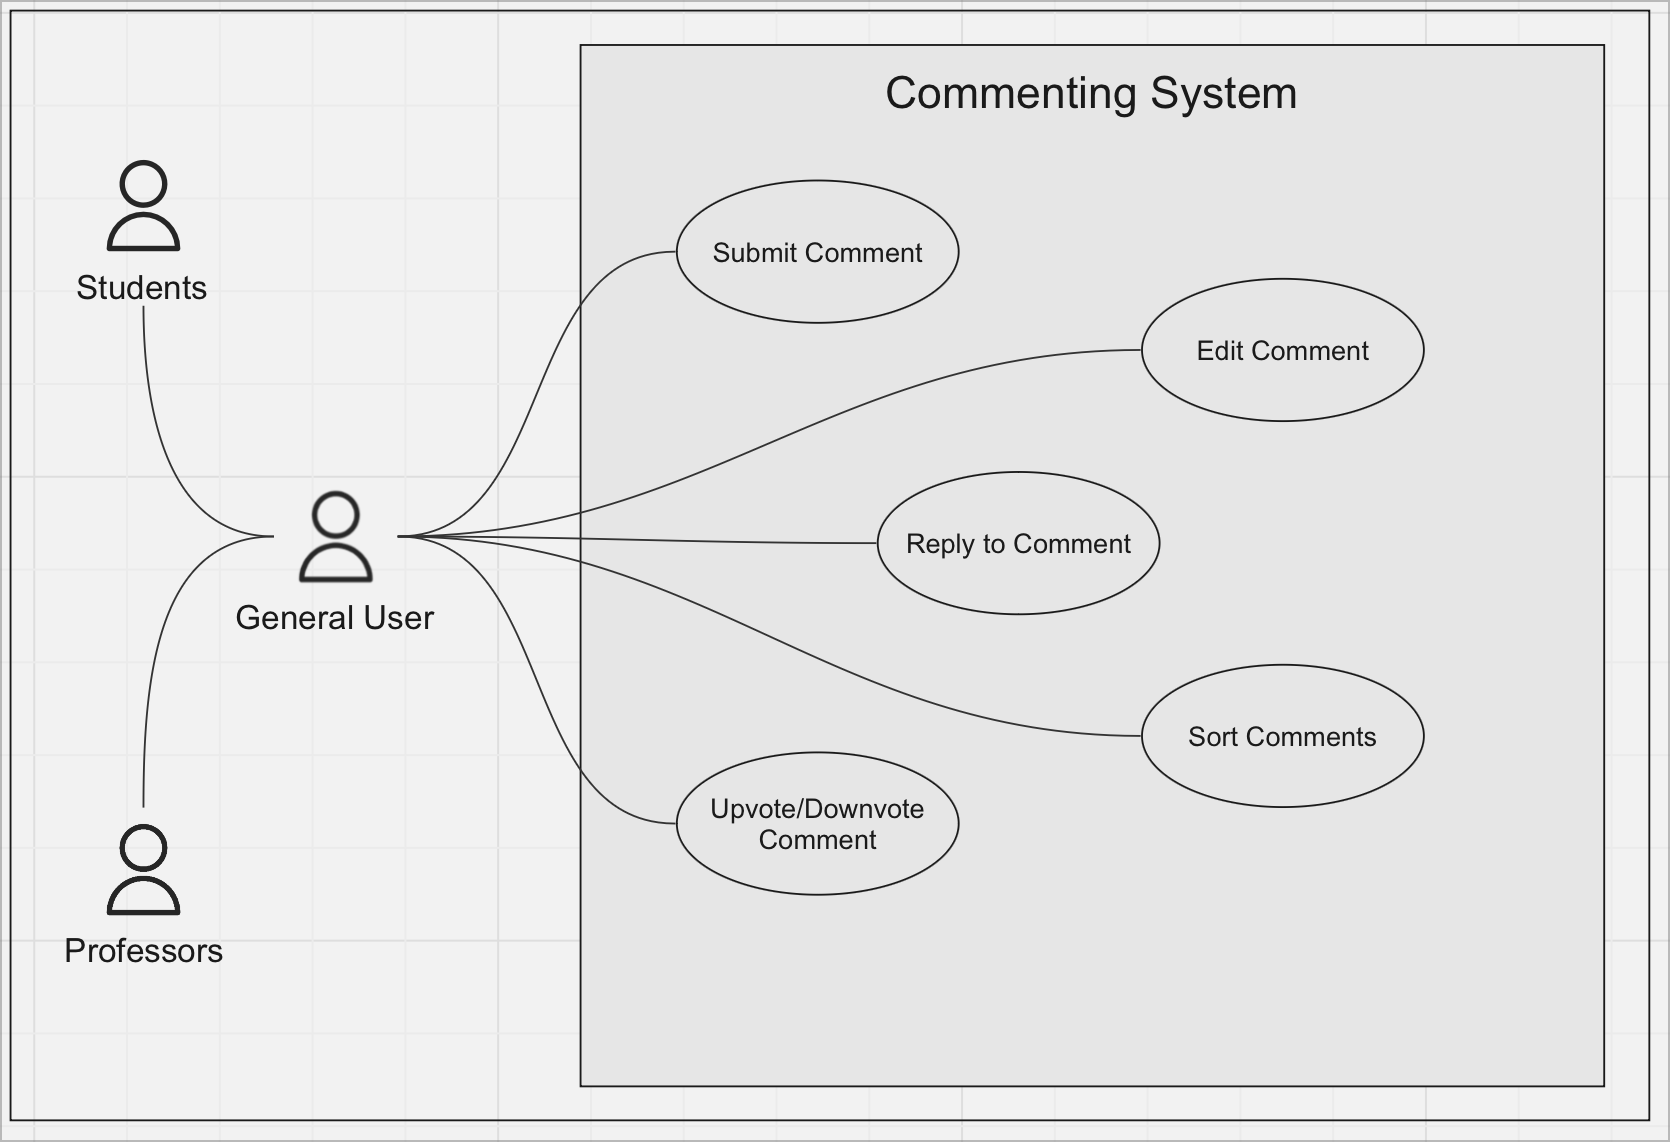 Commenting System
Students
Submit Comment
Edit Comment
General User
Reply to Comment
Sort Comments
Upvote/Downvote
Comment
Professors